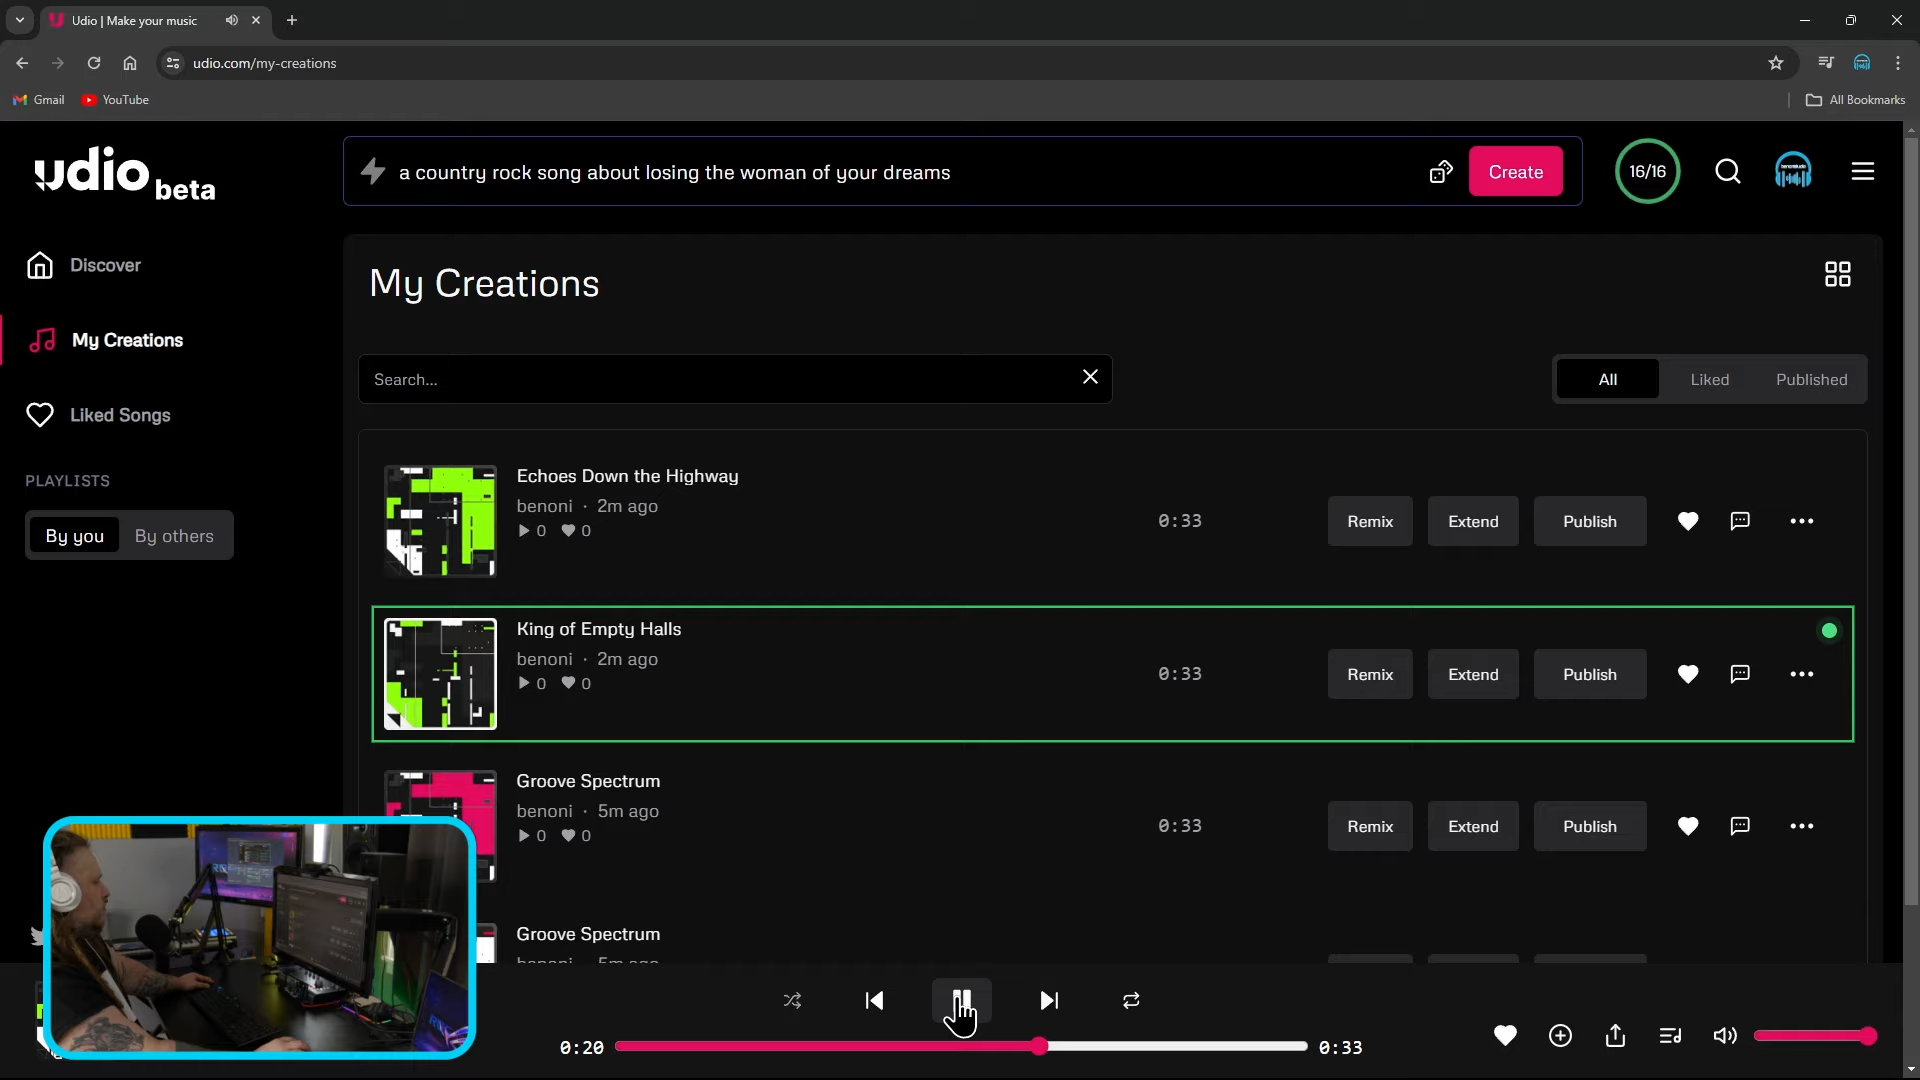 Udio | Make your music
udio.com/my-creations
Gmail
YouTube
All Bookmarks
udio beta
a country rock song about losing the woman of your dreams
Create
16/16
Discover
My Creations
Liked Songs
PLAYLISTS
By you
By others
My Creations
Search...
All
Liked
Published
Echoes Down the Highway
benoni · 2m ago
0
0
0:33
Remix
Extend
Publish
King of Empty Halls
benoni · 2m ago
0
0
0:33
Remix
Extend
Publish
Groove Spectrum
benoni · 5m ago
0
0
0:33
Remix
Extend
Publish
Groove Spectrum
benoni 5m ago
0:20
0:33